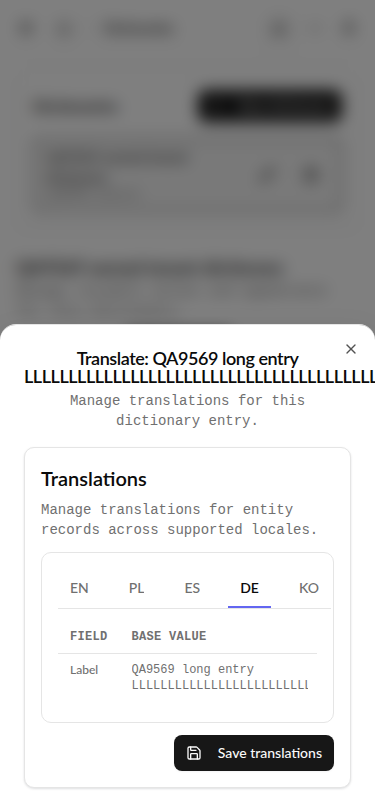 Translate: QA9569 long entry
LLLLLLLLLLLLLLLLLLLLLLLLLLLLLLLLLLLLLLL
Manage translations for this
dictionary entry.
Translations
Manage translations for entity
records across supported locales.
EN PL ES DE KO
FIELD BASE VALUE
Label QA9569 long entry
LLLLLLLLLLLLLLLLLLLLLLLLL
Save translations